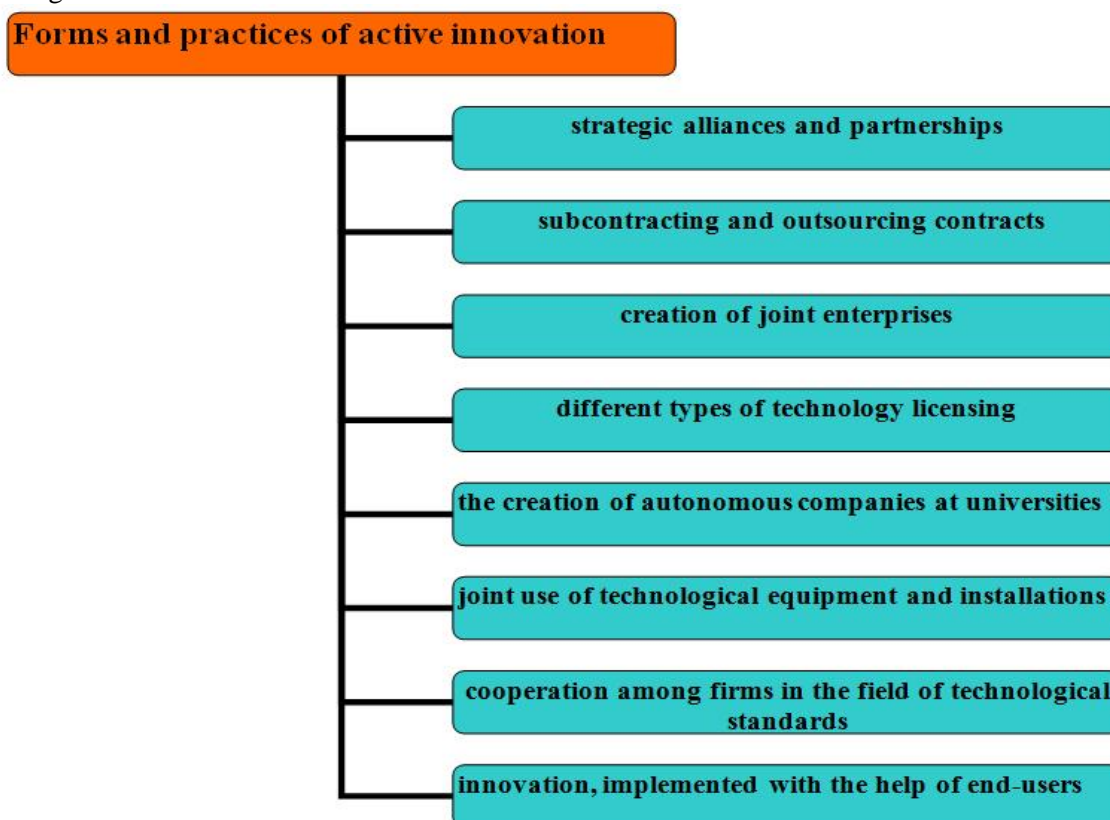 Forms and practices of active innovation
strategic alliances and partnerships
subcontracting and outsourcing contracts
creation of joint enterprises
different types of technology licensing
the creation of autonomous companies at universities
joint use of technological equipment and installations
cooperation among firms in the field of technological
standards
innovation, implemented with the help of end-users